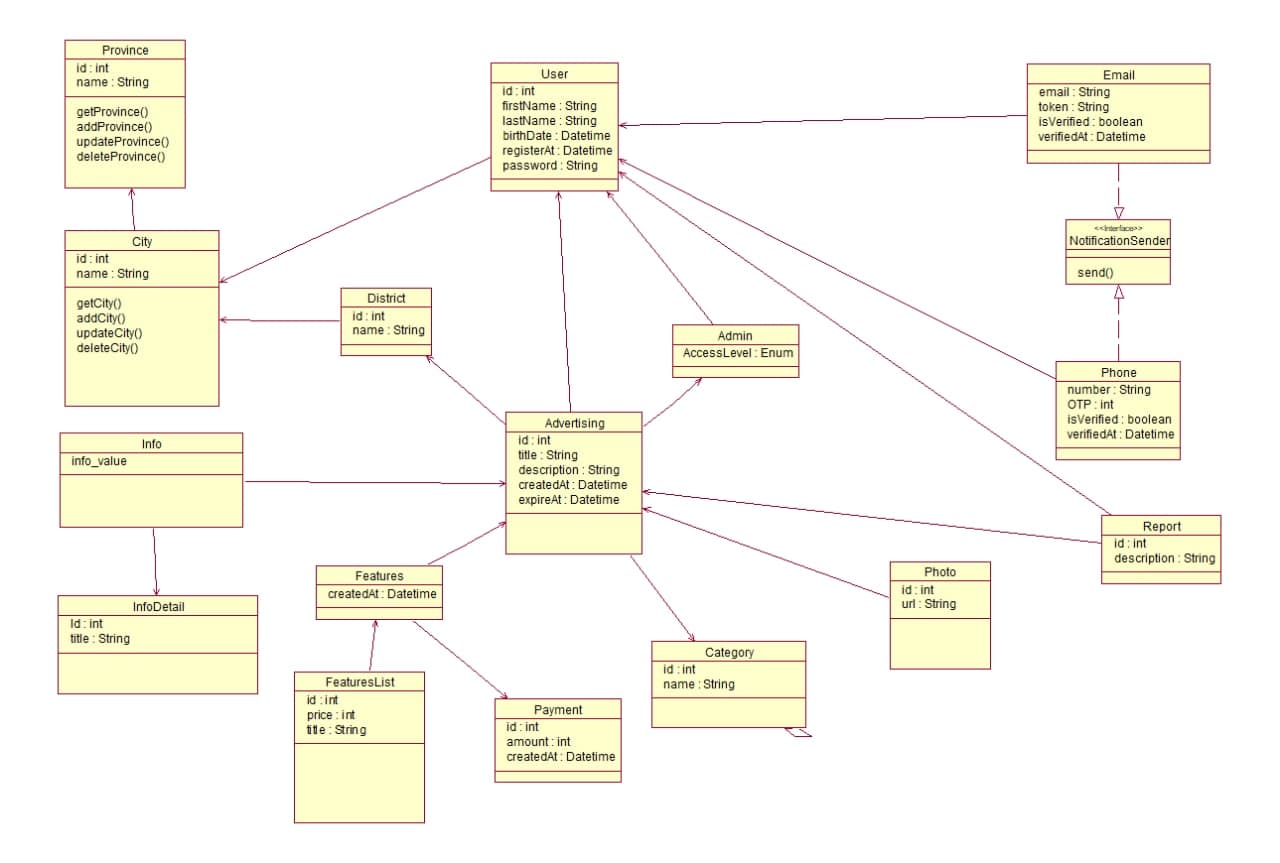 Province
id : int
name : String
getProvince()
addProvince()
updateProvince()
deleteProvince()
User
id : int
firstName : String
lastName : String
birthDate : Datetime
registerAt : Datetime
password : String
Email
email : String
token : String
isVerified : boolean
verifiedAt : Datetime
<<Interface>>
NotificationSender
send()
City
id : int
name : String
getCity()
addCity()
updateCity()
deleteCity()
District
id : int
name : String
Admin
AccessLevel : Enum
Phone
number : String
OTP : int
isVerified : boolean
verifiedAt : Datetime
Advertising
id : int
title : String
description : String
createdAt : Datetime
expireAt : Datetime
Info
info_value
Report
id : int
description : String
Features
createdAt : Datetime
Photo
id : int
url : String
InfoDetail
Id : int
title : String
Category
id : int
name : String
FeaturesList
id : int
price : int
title : String
Payment
id : int
amount : int
createdAt : Datetime